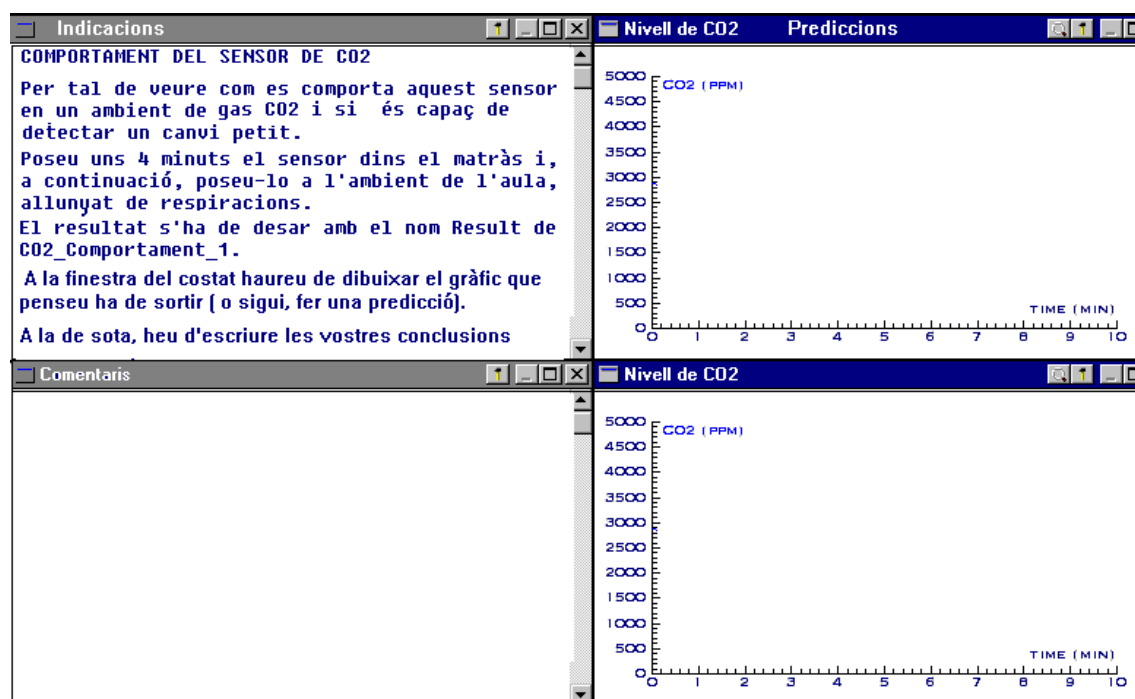 Indicacions
COMPORTAMENT DEL SENSOR DE CO2
Per tal de veure com es comporta aquest sensor
en un ambient de gas CO2 i si és capaç de
detectar un canvi petit.
Poseu uns 4 minuts el sensor dins el matràs i,
a continuació, poseu-lo a l'ambient de l'aula,
allunyat de respiracions.
El resultat s'ha de desar amb el nom Result de
CO2_Comportament_1.
A la finestra del costat haureu de dibuixar el gràfic que
penseu ha de sortir ( o sigui, fer una predicció).
A la de sota, heu d'escriure les vostres conclusions
Nivell de CO2 Prediccions
CO2 (PPM)
5000
4500
4000
3500
3000
2500
2000
1500
1000
500
0
TIME (MIN)
0 1 2 3 4 5 6 7 8 9 10
Comentaris
Nivell de CO2
CO2 (PPM)
5000
4500
4000
3500
3000
2500
2000
1500
1000
500
0
TIME (MIN)
0 1 2 3 4 5 6 7 8 9 10